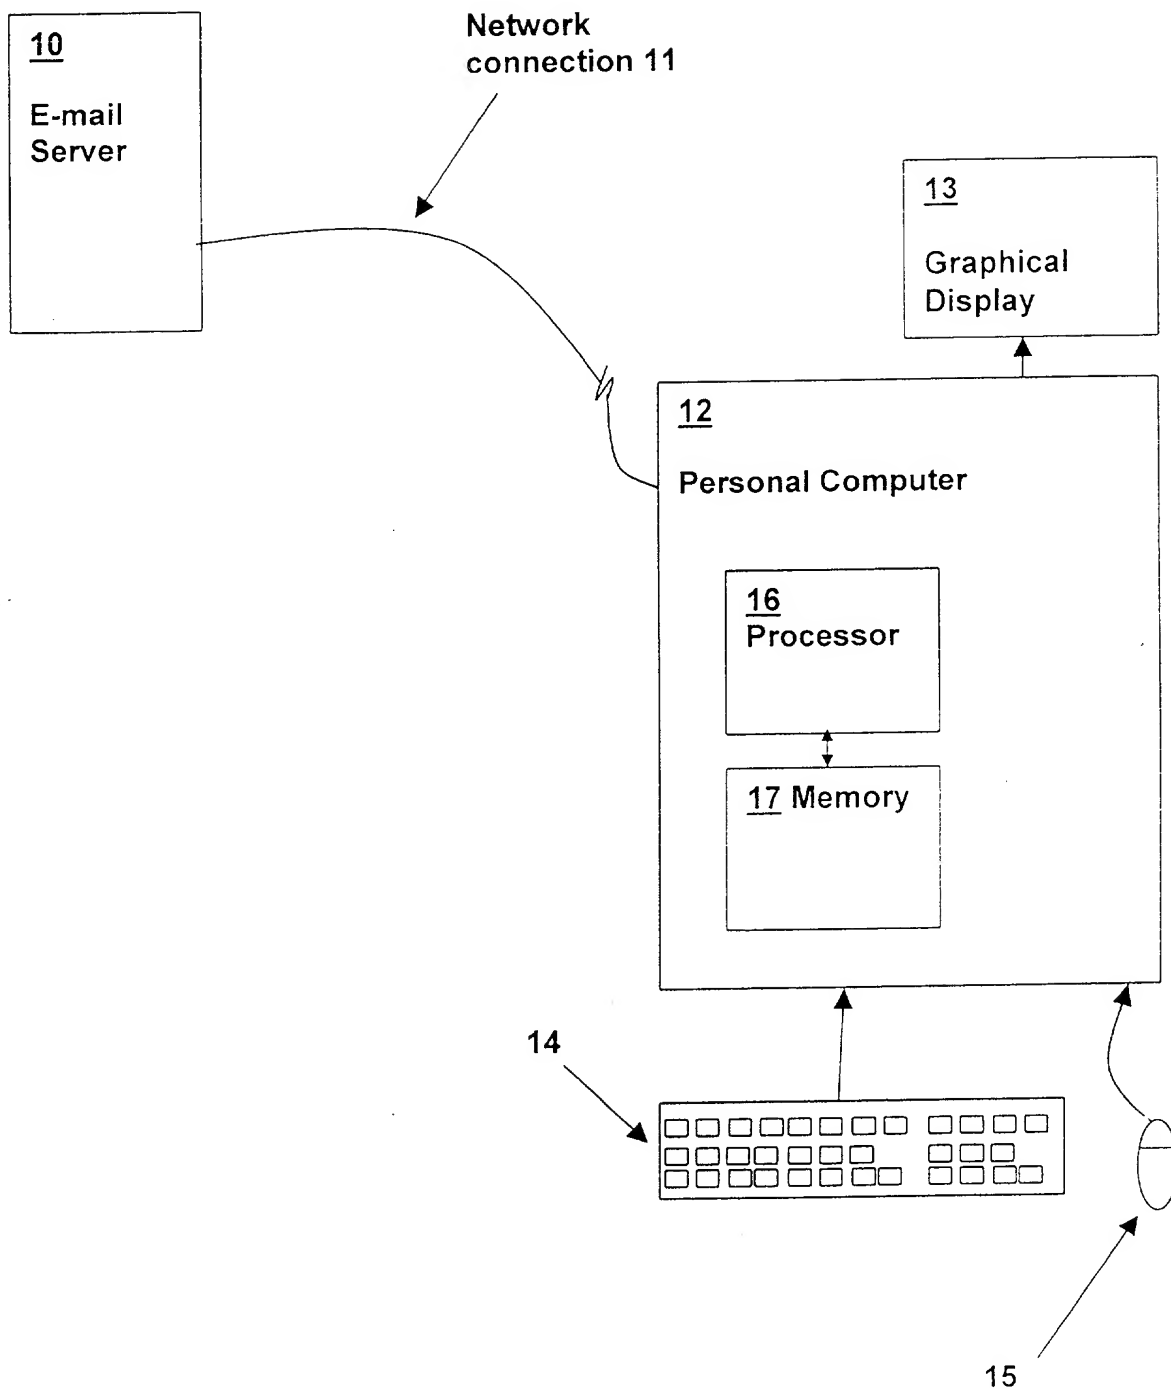 10
E-mail
Server
Network
connection 11
13
Graphical
Display
12
Personal Computer
16
Processor
17 Memory
14
15